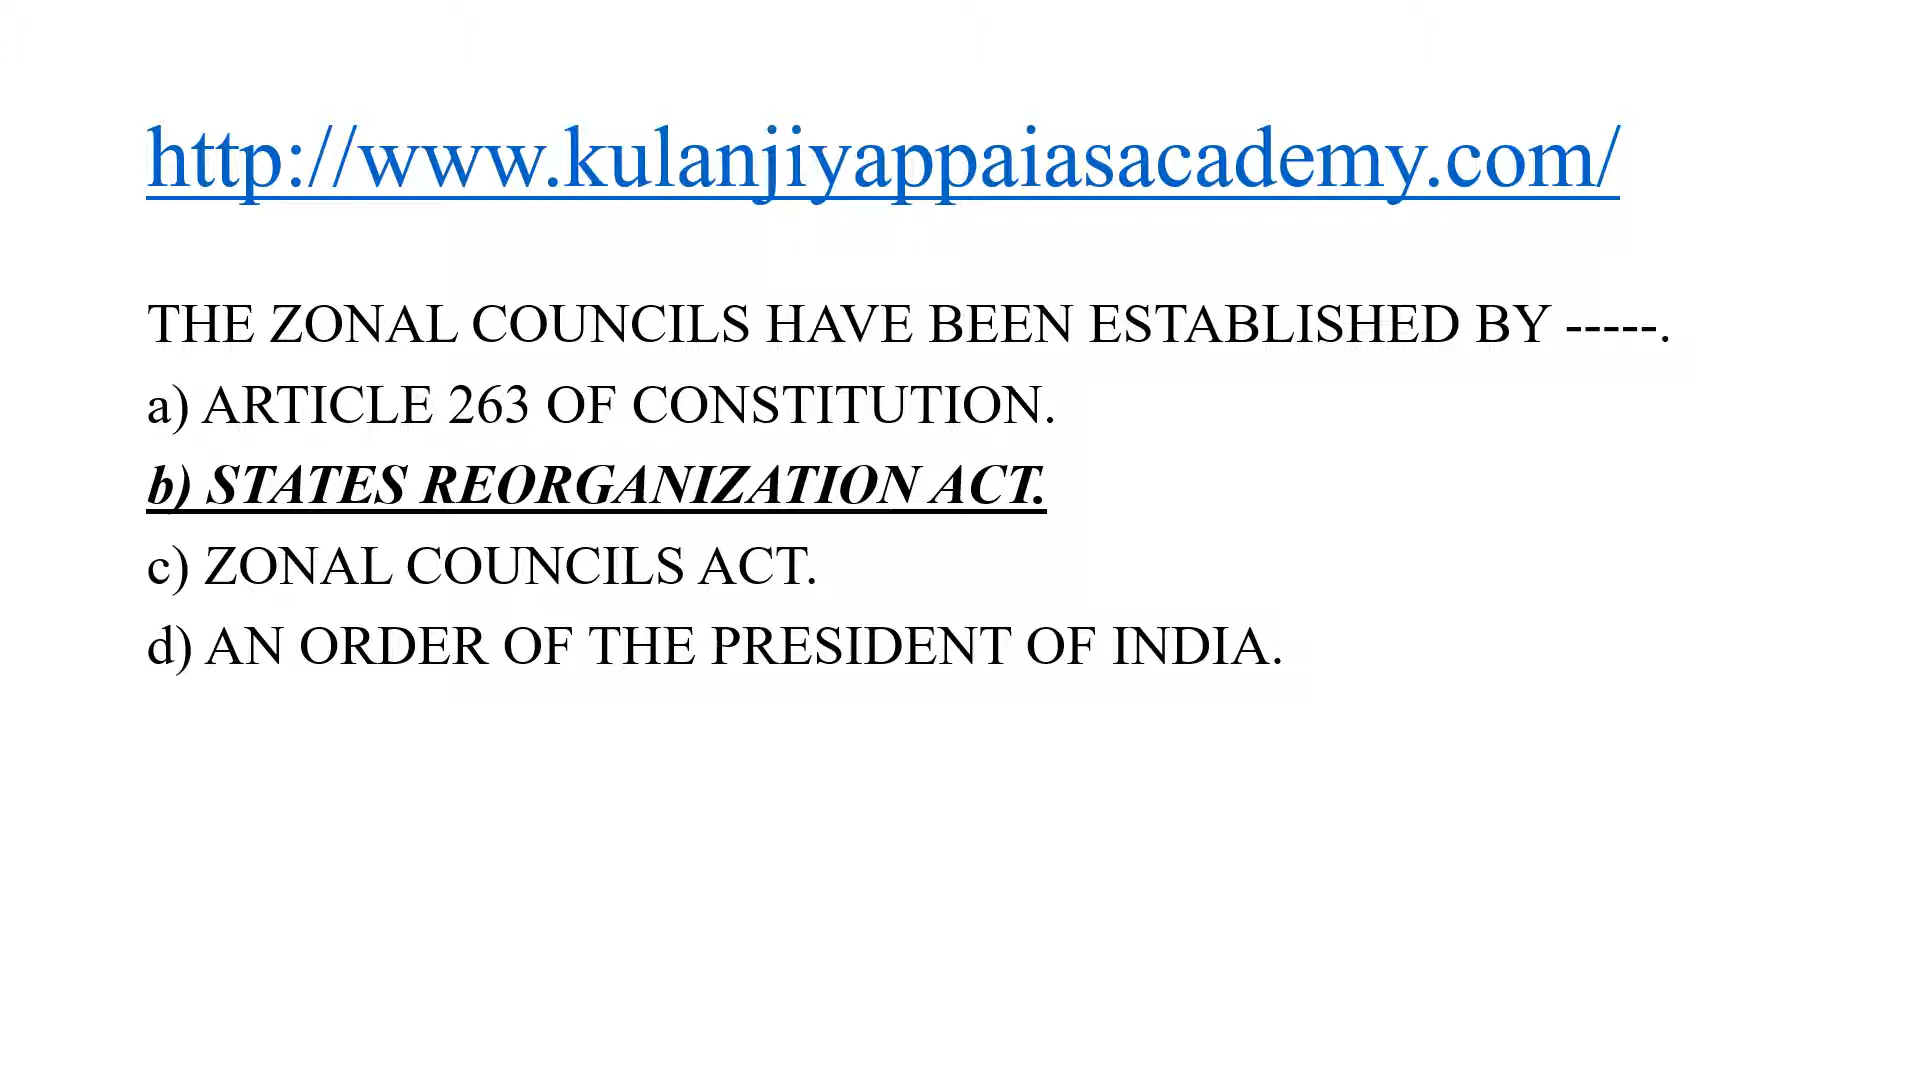 http://www.kulanjiyappaiasacademy.com/
THE ZONAL COUNCILS HAVE BEEN ESTABLISHED BY -----.
a) ARTICLE 263 OF CONSTITUTION.
b) STATES REORGANIZATION ACT.
c) ZONAL COUNCILS ACT.
d) AN ORDER OF THE PRESIDENT OF INDIA.